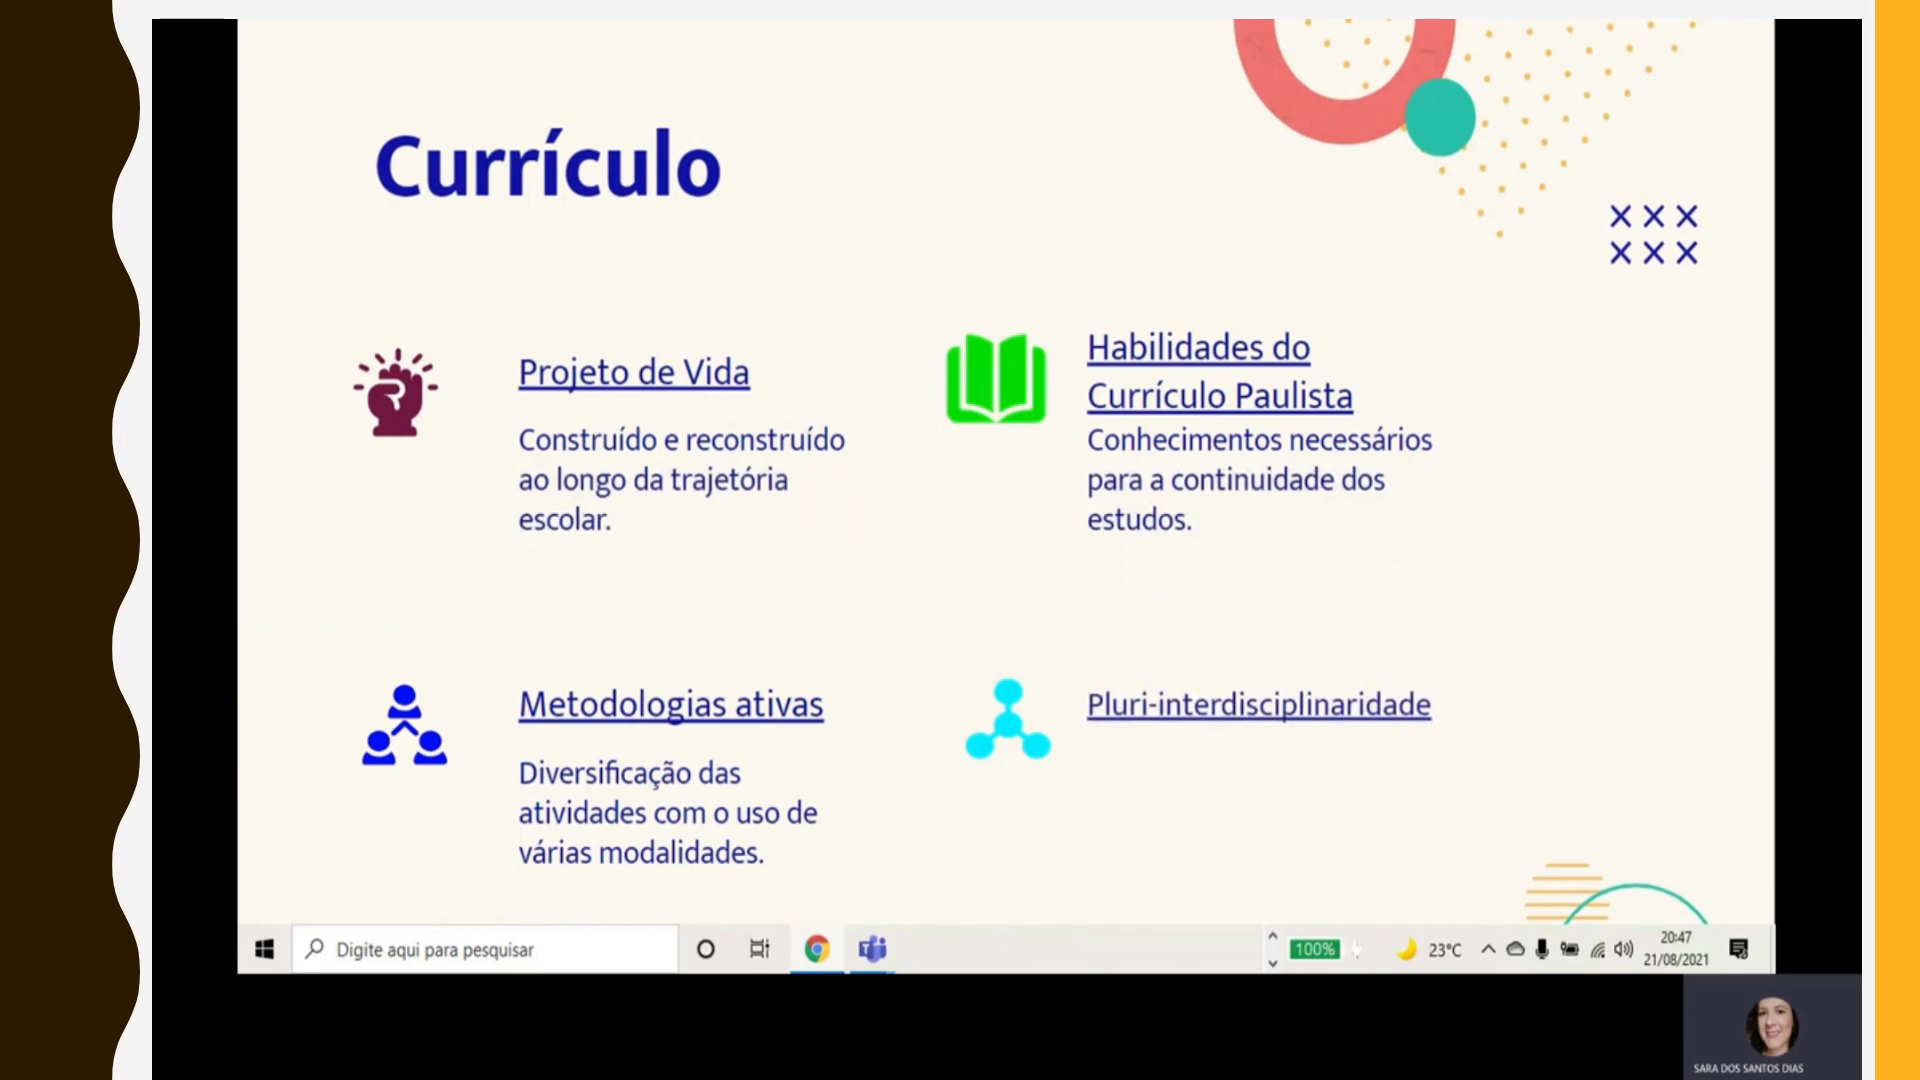 Currículo
Projeto de Vida
Construído e reconstruído
ao longo da trajetória
escolar.
Habilidades do
Currículo Paulista
Conhecimentos necessários
para a continuidade dos
estudos.
Metodologias ativas
Diversificação das
atividades com o uso de
várias modalidades.
Pluri-interdisciplinaridade
Digite aqui para pesquisar
100%
23°C
20:47
21/08/2021
SARA DOS SANTOS DIAS